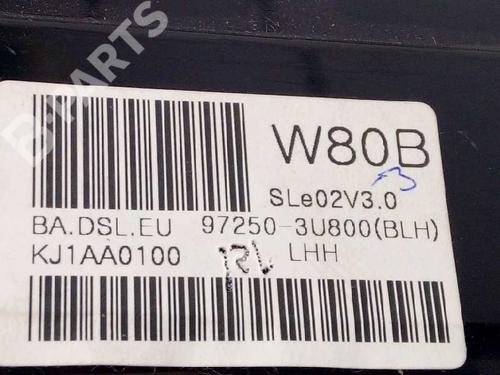 B-PARTS
W80B
SLe02V3.0
BA.DSL.EU 97250-3U800(BLH)
KJ1AA0100 LHH